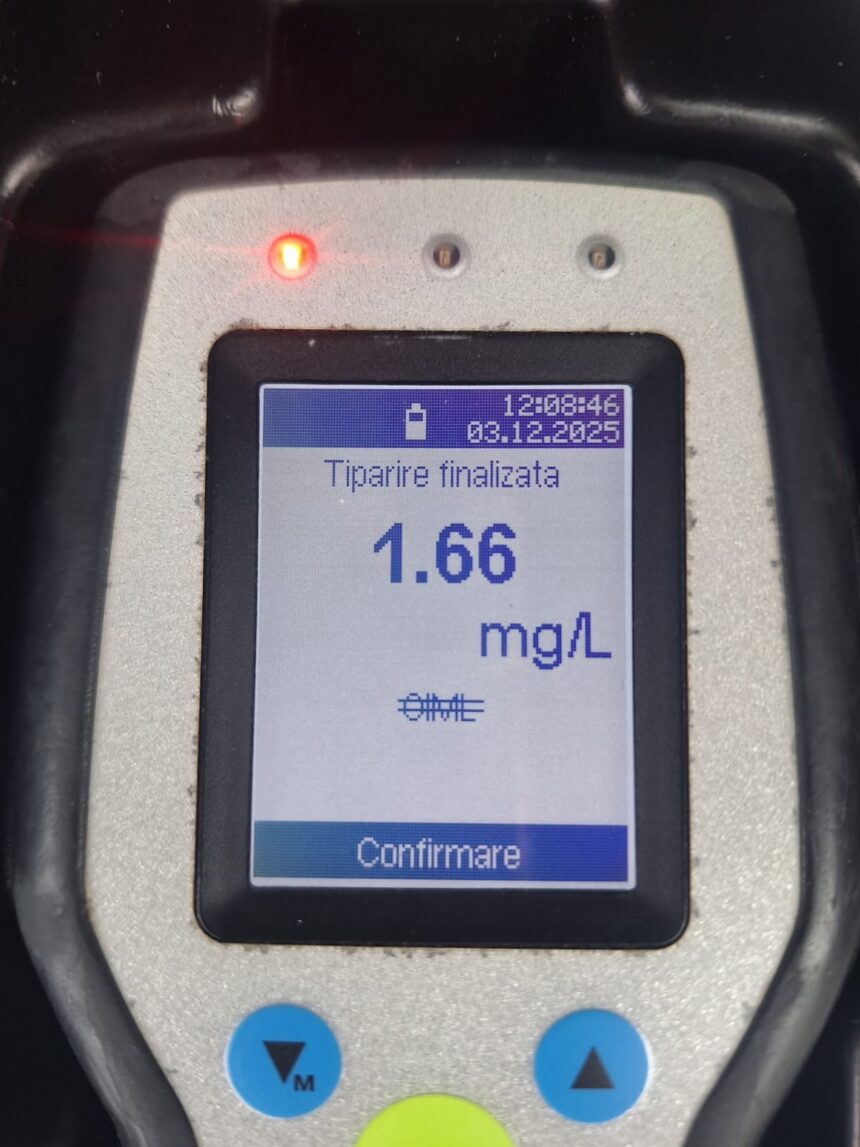 12:08:46
03.12.2025
Tiparire finalizata
1.66
mg/L
OIML
Confirmare
M